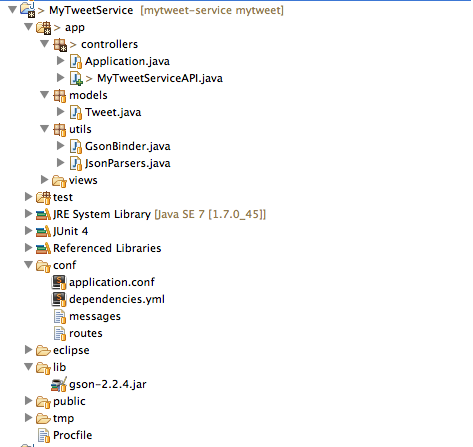 > MyTweetService [mytweet-service mytweet]
> app
> controllers
Application.java
> MyTweetServiceAPI.java
models
Tweet.java
utils
GsonBinder.java
JsonParsers.java
views
test
JRE System Library [Java SE 7 [1.7.0_45]]
JUnit 4
Referenced Libraries
conf
application.conf
dependencies.yml
messages
routes
eclipse
lib
gson-2.2.4.jar
public
tmp
Procfile